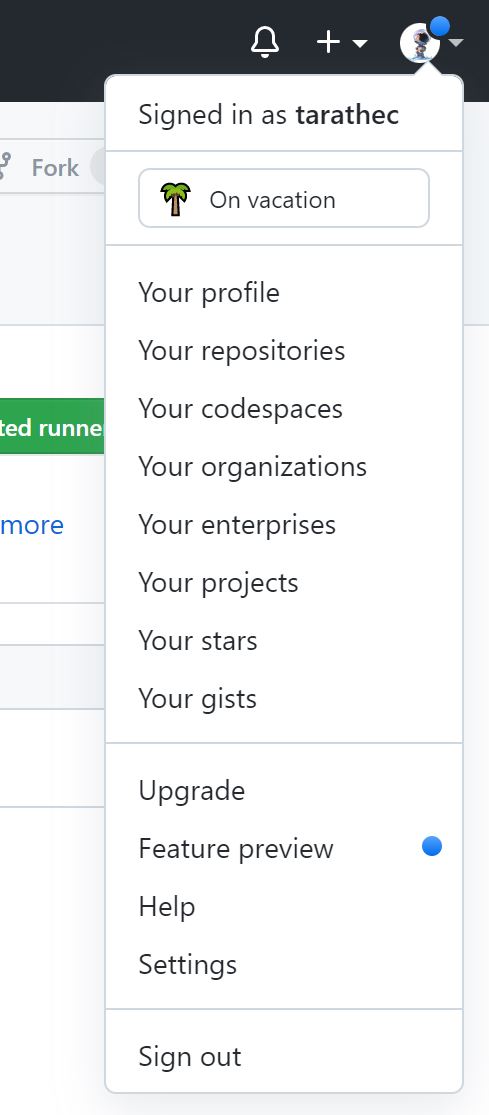 Signed in as tarathec
Fork
On vacation
Your profile
Your repositories
Your codespaces
ted runne
Your organizations
more
Your enterprises
Your projects
Your stars
Your gists
Upgrade
Feature preview
Help
Settings
Sign out